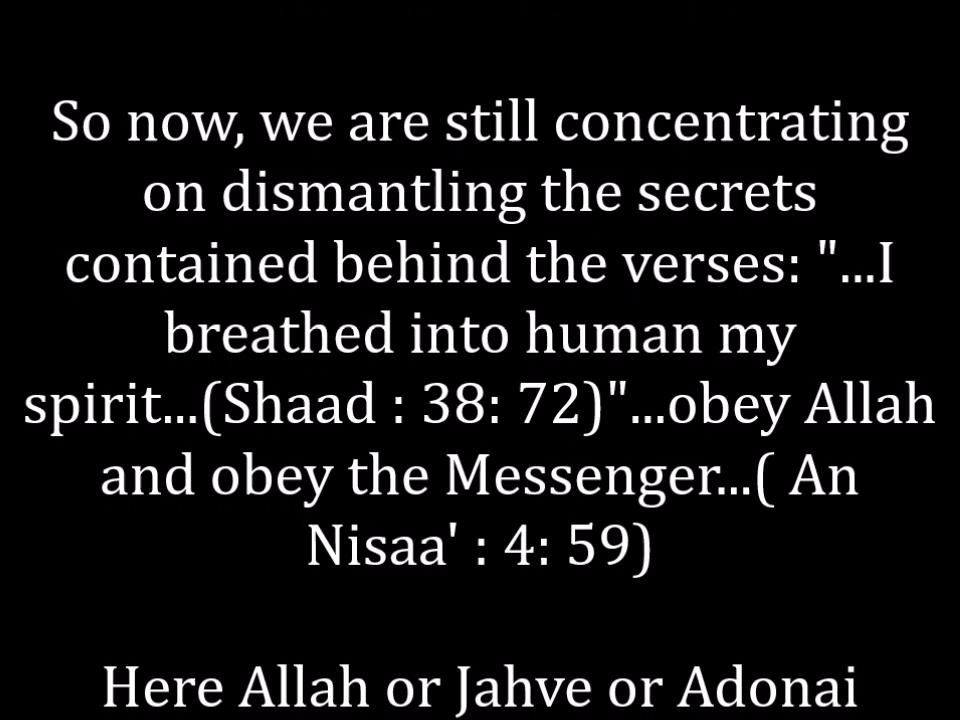 So now, we are still concentrating
on dismantling the secrets
contained behind the verses: "...I
breathed into human my
spirit...(Shaad : 38: 72)"...obey Allah
and obey the Messenger...( An
Nisaa' : 4: 59)
Here Allah or Jahve or Adonai